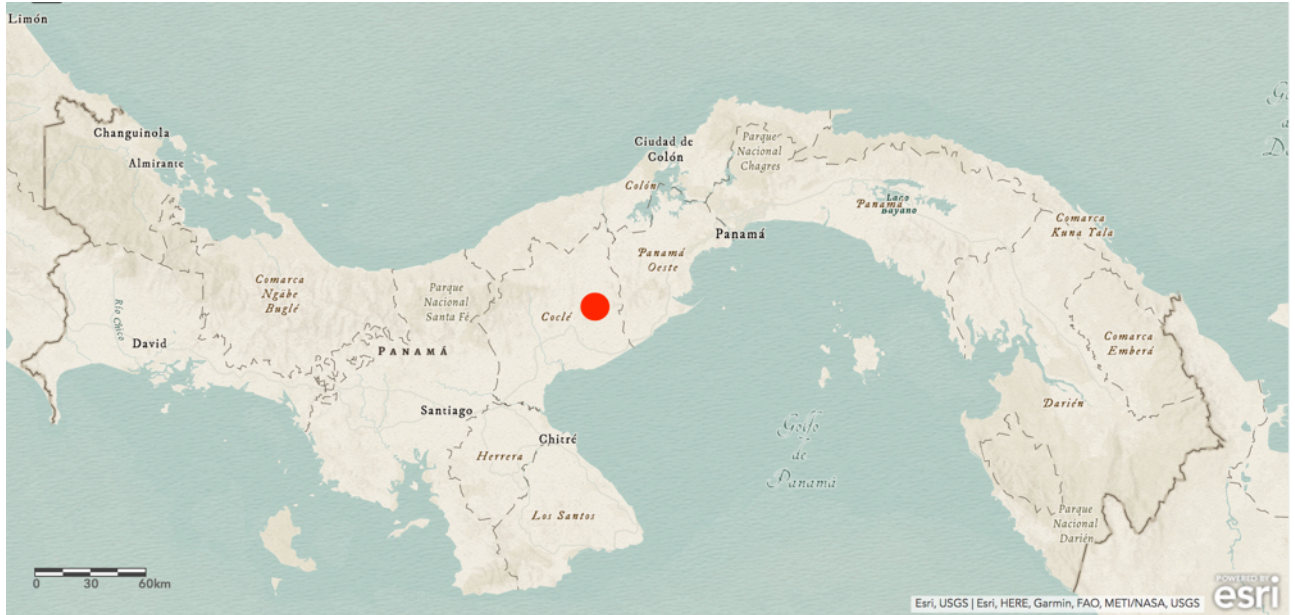 Limón
Changuinola
Almirante
Ciudad de
Colón
Colón
Parque
Nacional
Chagres
Panamá
Lago
Bayano
Comarca
Kuna Yala
Panamá
Panamá
Oeste
Comarca
Ngäbe
Buglé
Parque
Nacional
Santa Fé
Coclé
Río Chico
David
PANAMÁ
Comarca
Emberá
Santiago
Chitré
Darién
Golfo
de
Panamá
Herrera
Los Santos
Parque
Nacional
Darién
0 30 60km
POWERED BY
esri
Esri, USGS | Esri, HERE, Garmin, FAO, METI/NASA, USGS